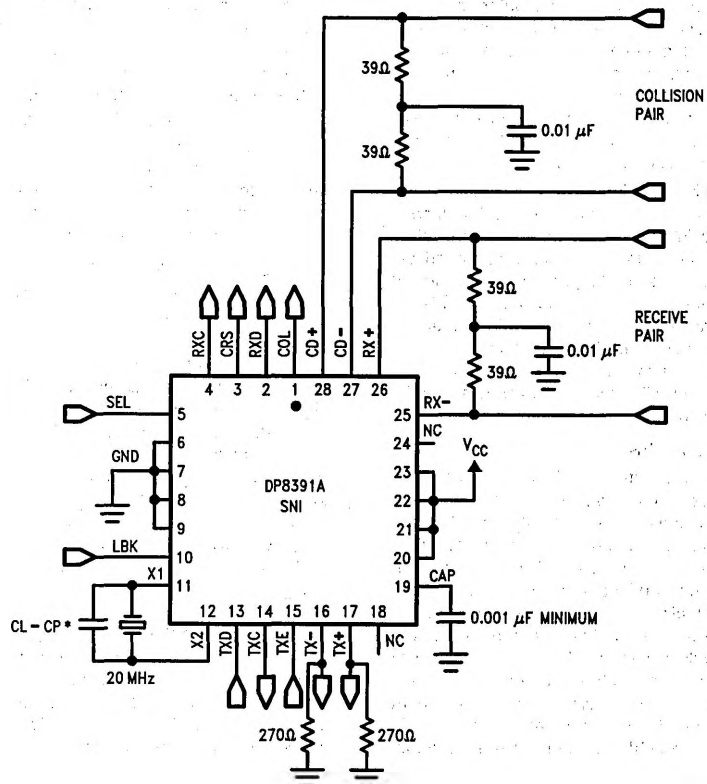 39Ω
COLLISION
PAIR
0.01 μF
39Ω
39Ω
RECEIVE
PAIR
0.01 μF
39Ω
RXC
CRS
RXD
COL
CD+
CD-
RX+
4
3
2
1
28
27
26
SEL
5
25
RX-
NC
24
GND
6
7
8
9
DP8391A
SNI
23
22
21
20
VCC
LBK
10
X1
11
19
CAP
0.001 μF MINIMUM
CL-CP*
20 MHz
12
13
14
15
16
17
18
X2
TXD
TXC
TXE
TX-
TX+
NC
270Ω
270Ω